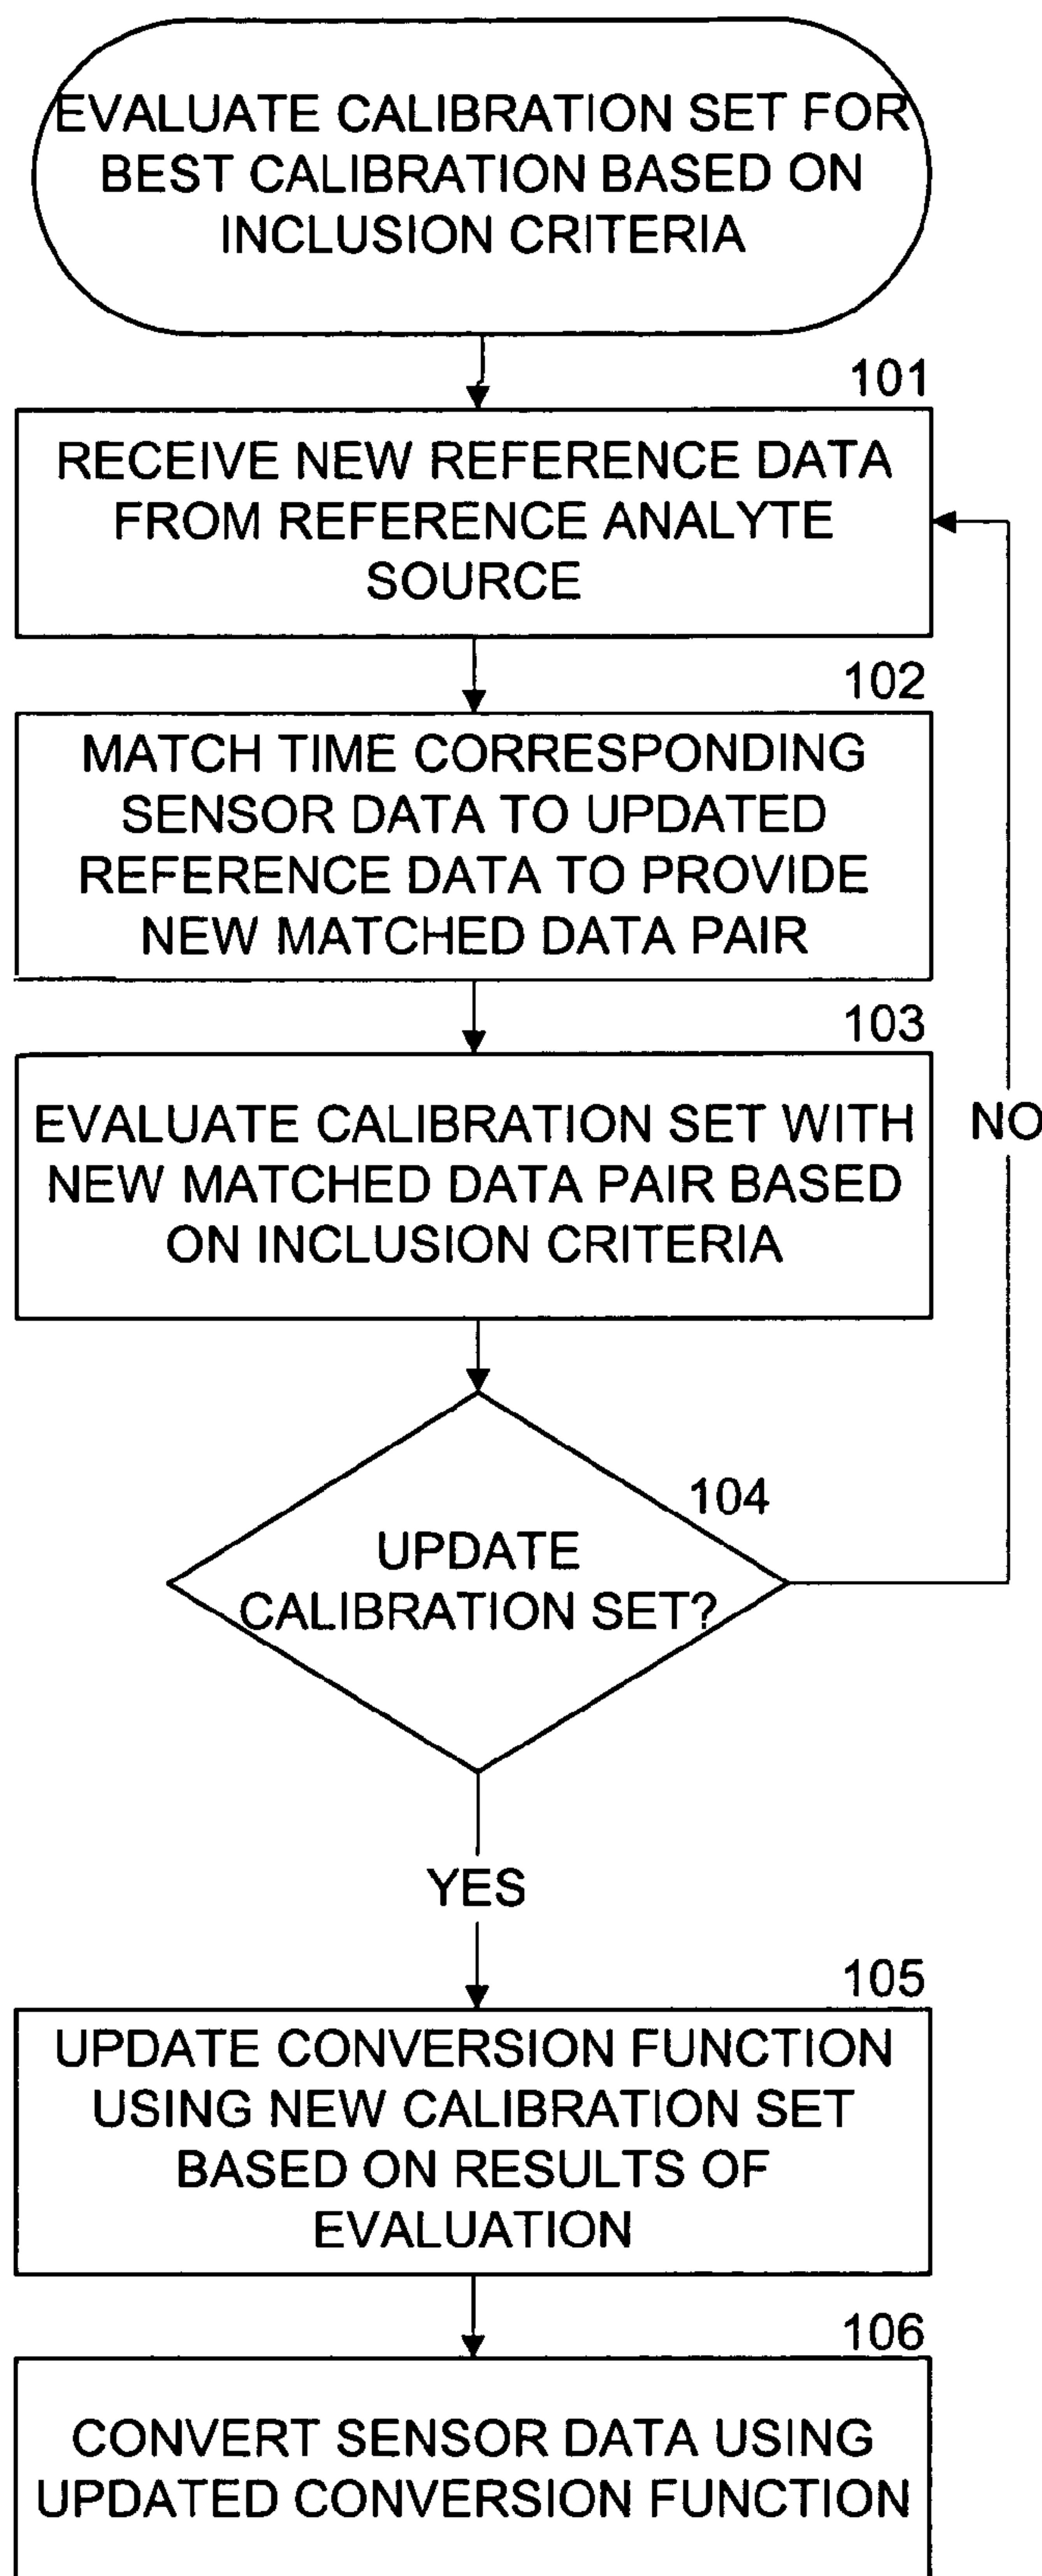 EVALUATE CALIBRATION SET FOR
BEST CALIBRATION BASED ON
INCLUSION CRITERIA
101
RECEIVE NEW REFERENCE DATA
FROM REFERENCE ANALYTE
SOURCE
102
MATCH TIME CORRESPONDING
SENSOR DATA TO UPDATED
REFERENCE DATA TO PROVIDE
NEW MATCHED DATA PAIR
103
EVALUATE CALIBRATION SET WITH
NEW MATCHED DATA PAIR BASED
ON INCLUSION CRITERIA
NO
104
UPDATE
CALIBRATION SET?
YES
105
UPDATE CONVERSION FUNCTION
USING NEW CALIBRATION SET
BASED ON RESULTS OF
EVALUATION
106
CONVERT SENSOR DATA USING
UPDATED CONVERSION FUNCTION